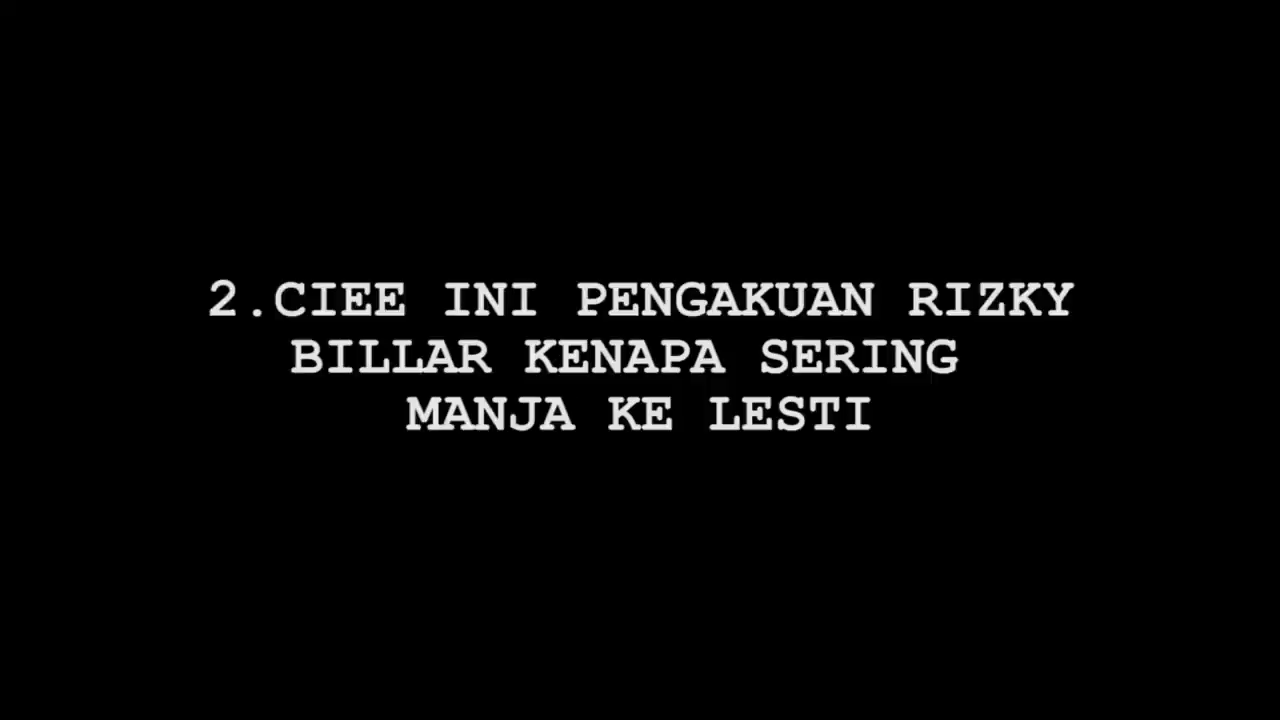 2.CIEE INI PENGAKUAN RIZKY
BILLAR KENAPA SERING
MANJA KE LESTI